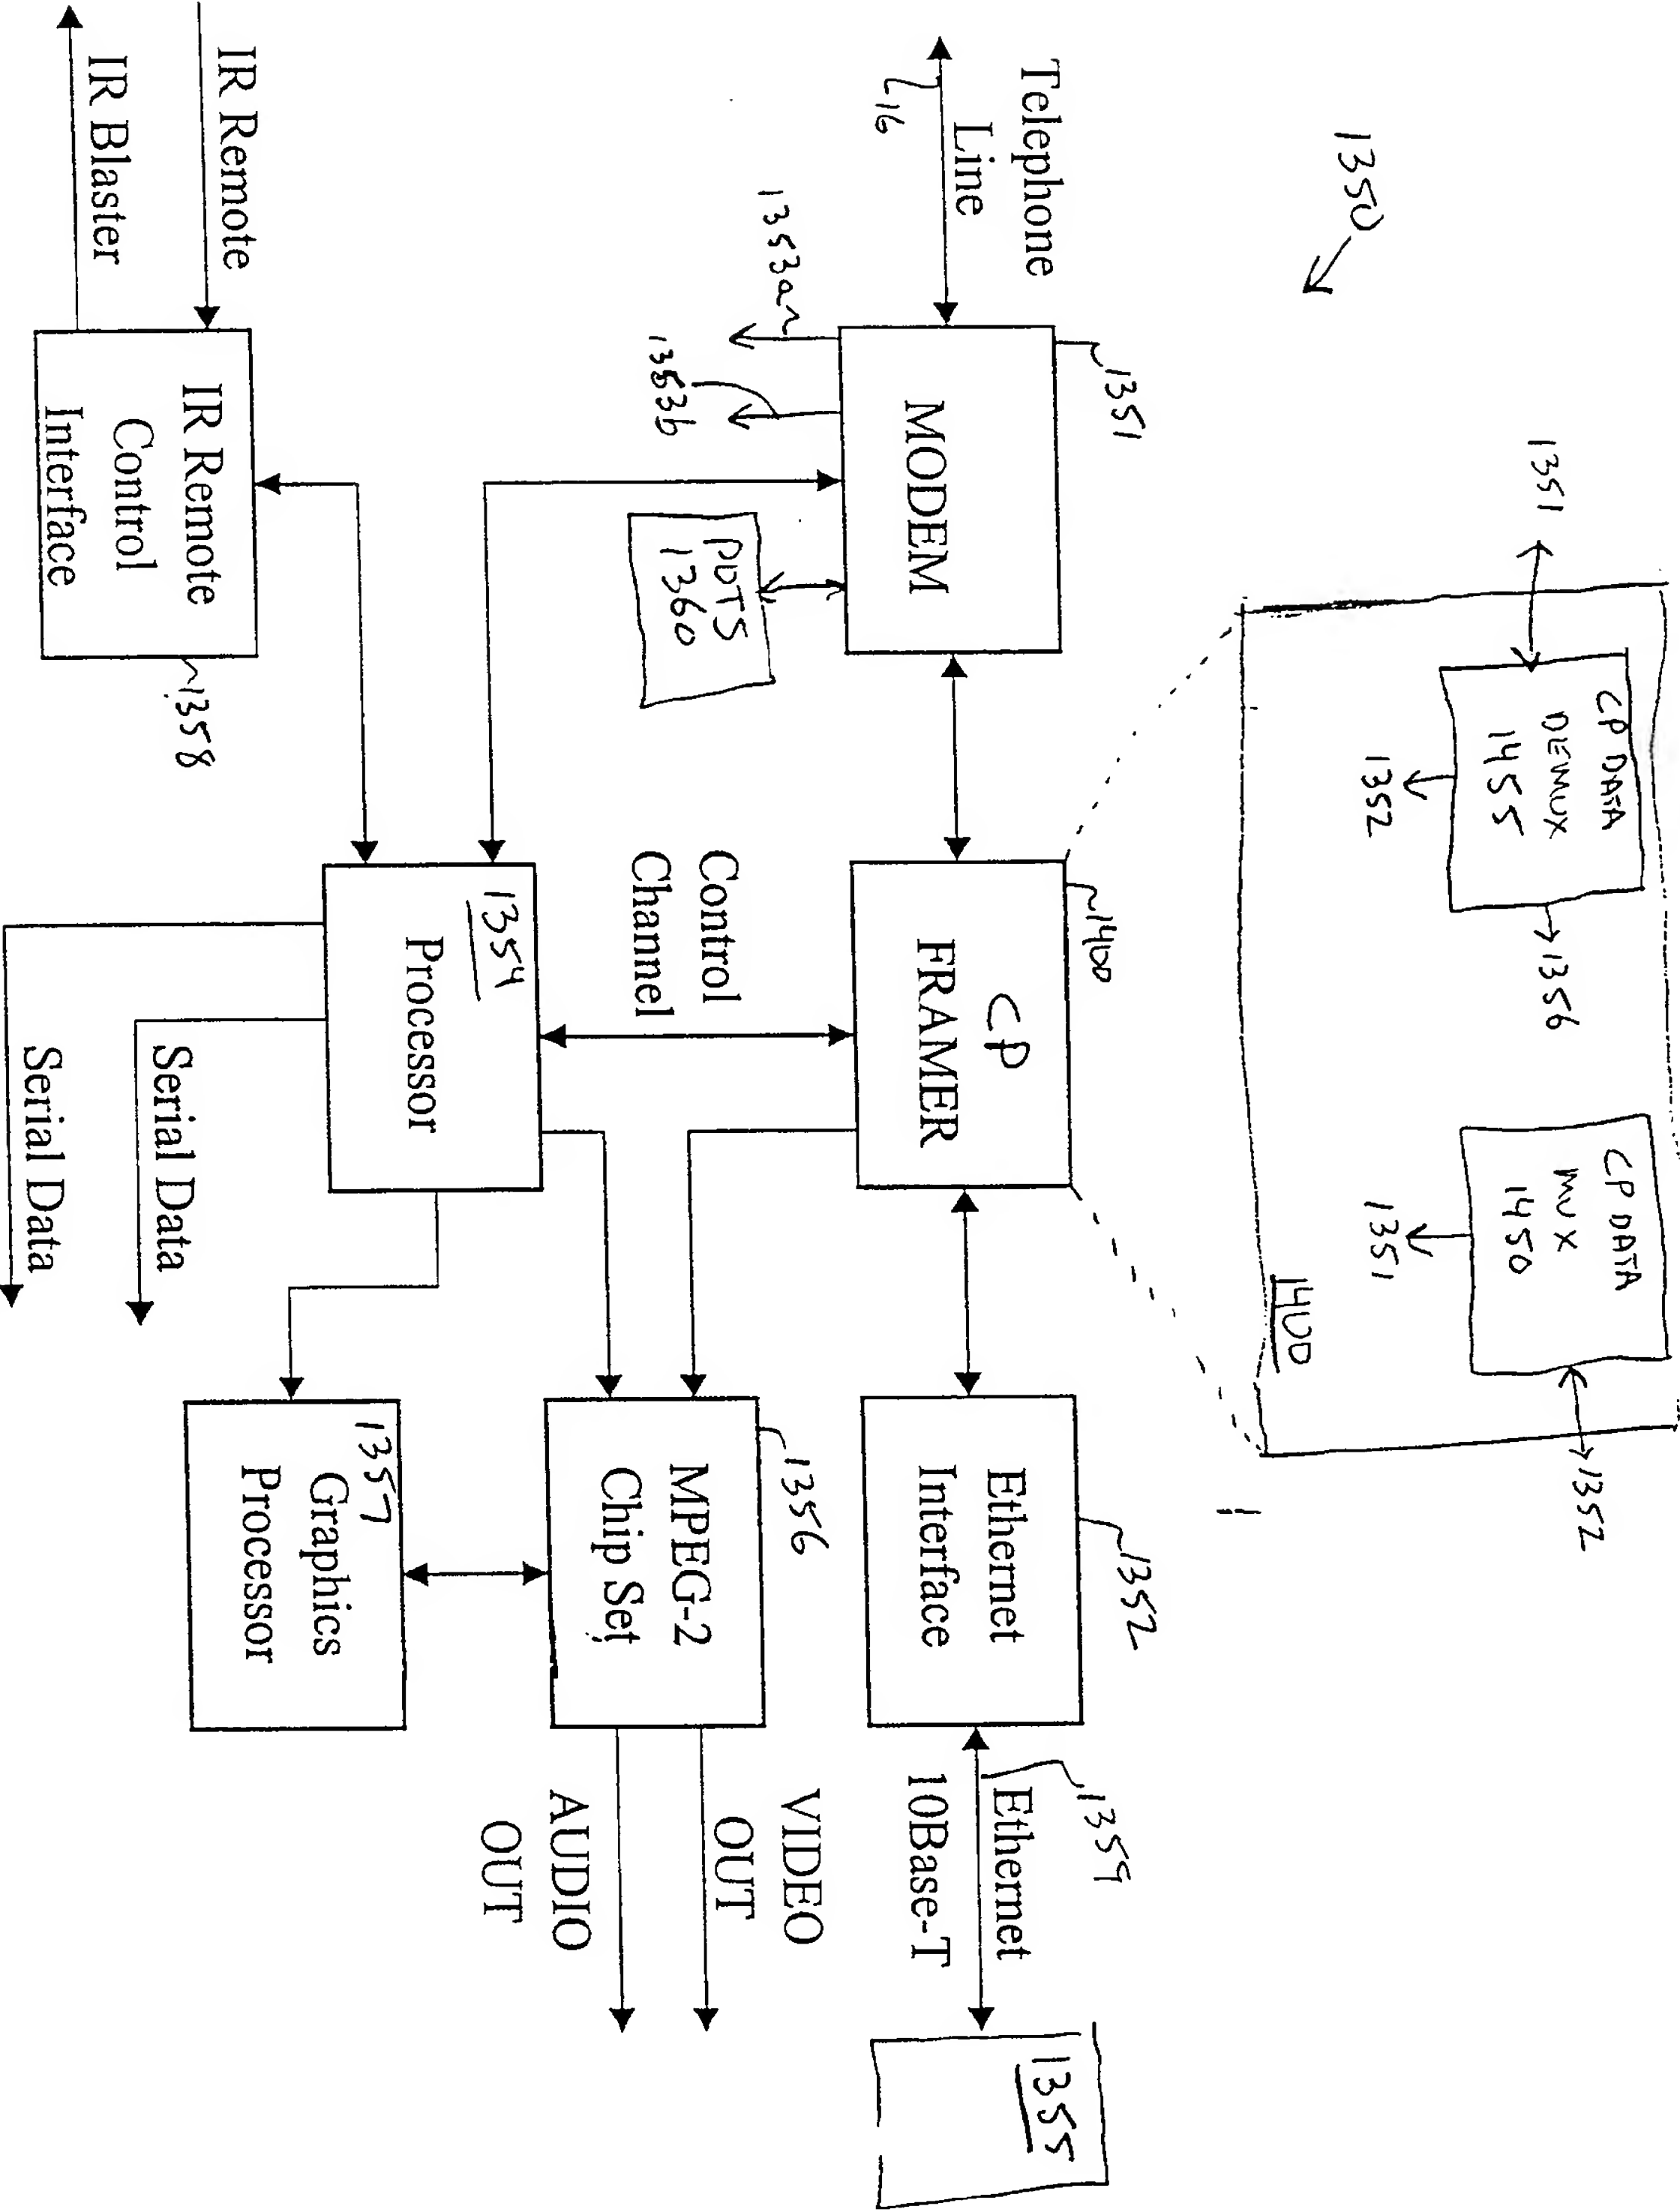 1350
1351
CP DATA
DEMUX
1455
1356
1352
CP DATA
MUX
1450
1352
1351
1400
Telephone
Line
16
1351
MODEM
1353a
1353b
PDTS
1360
1400
CP
FRAMER
1352
Ethernet
Interface
1359
Ethernet
10Base-T
1355
Control
Channel
1356
MPEG-2
Chip Set
VIDEO
OUT
AUDIO
OUT
1354
Processor
1357
Graphics
Processor
IR Remote
IR Blaster
IR Remote
Control
Interface
1358
Serial Data
Serial Data